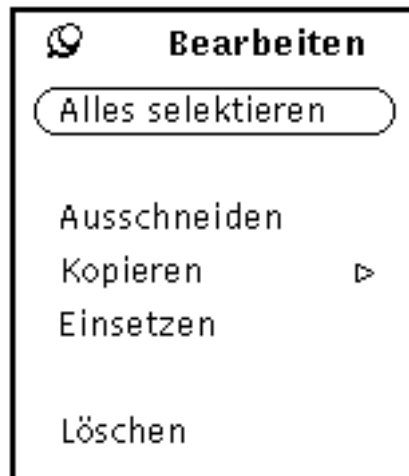 Bearbeiten
Alles selektieren
Ausschneiden
Kopieren
Einsetzen
Löschen